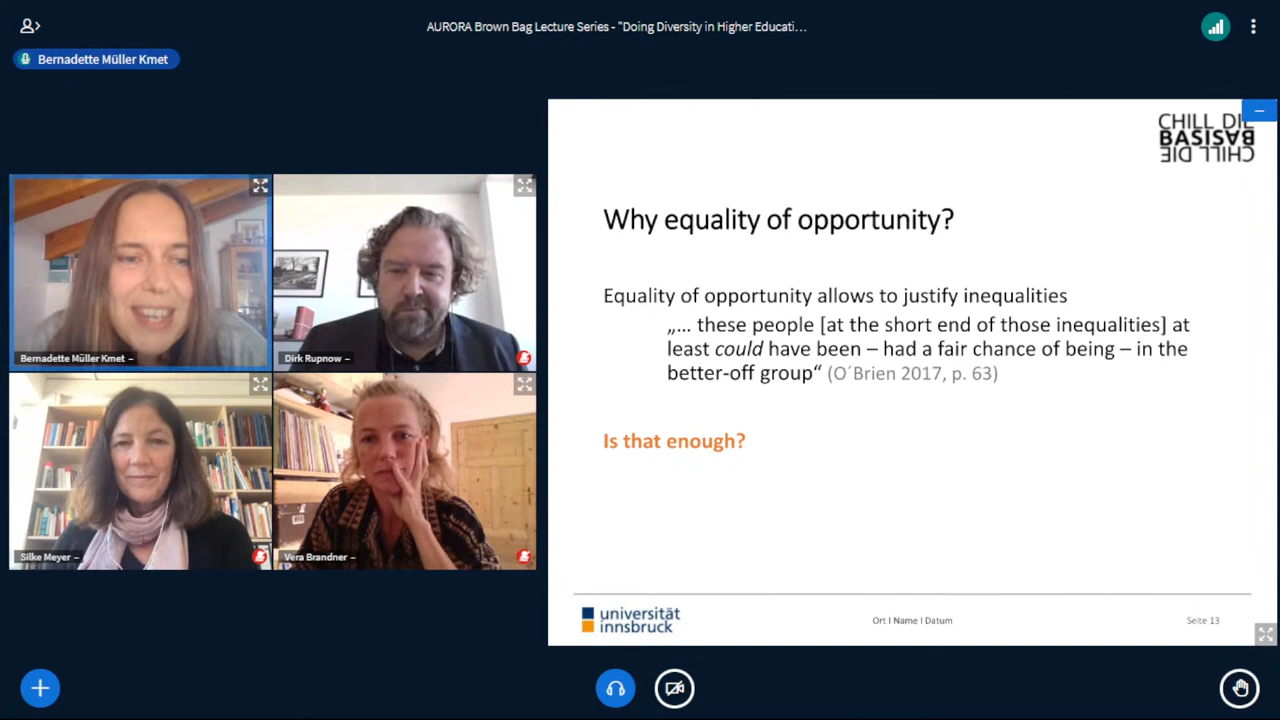 AURORA Brown Bag Lecture Series - "Doing Diversity in Higher Educati...
Bernadette Müller Kmet
Bernadette Müller Kmet –
Dirk Rupnow –
Silke Meyer –
Vera Brandner –
CHILL DIE
BASISAB
CHILL DIE
Why equality of opportunity?
Equality of opportunity allows to justify inequalities
„… these people [at the short end of those inequalities] at
least could have been – had a fair chance of being – in the
better-off group“ (O´Brien 2017, p. 63)
Is that enough?
universität
innsbruck
Ort I Name I Datum
Seite 13